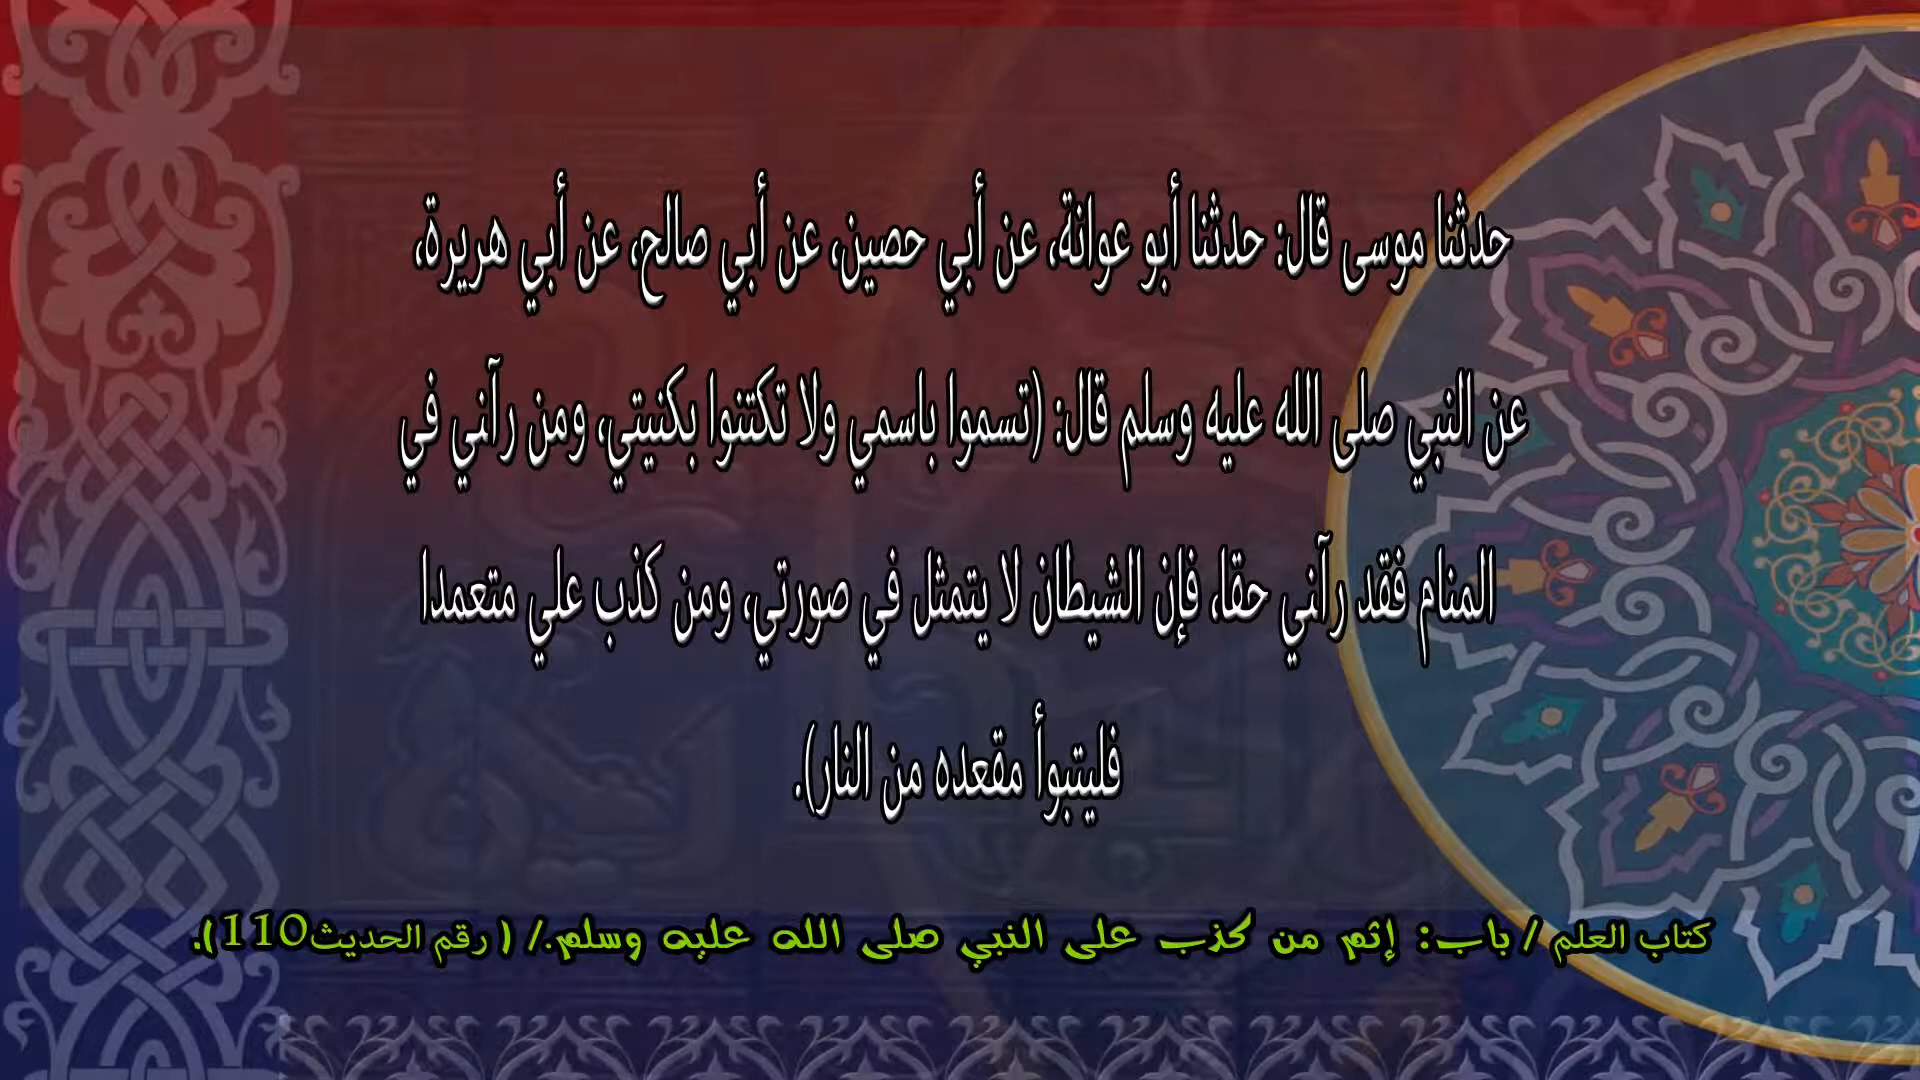 حدثنا موسى قال: حدثنا أبو عوانة، عن أبي حصين، عن أبي صالح، عن أبي هريرة،
عن النبي صلى الله عليه وسلم قال: (تسموا باسمي ولا تكتنوا بكنيتي، ومن رآني في
المنام فقد رآني حقا، فإن الشيطان لا يتمثل في صورتي، ومن كذب علي متعمدا
فليتبوأ مقعده من النار).
كتاب العلم / باب: إثم من كذب على النبي صلى الله عليه وسلم./ ( رقم الحديث110).